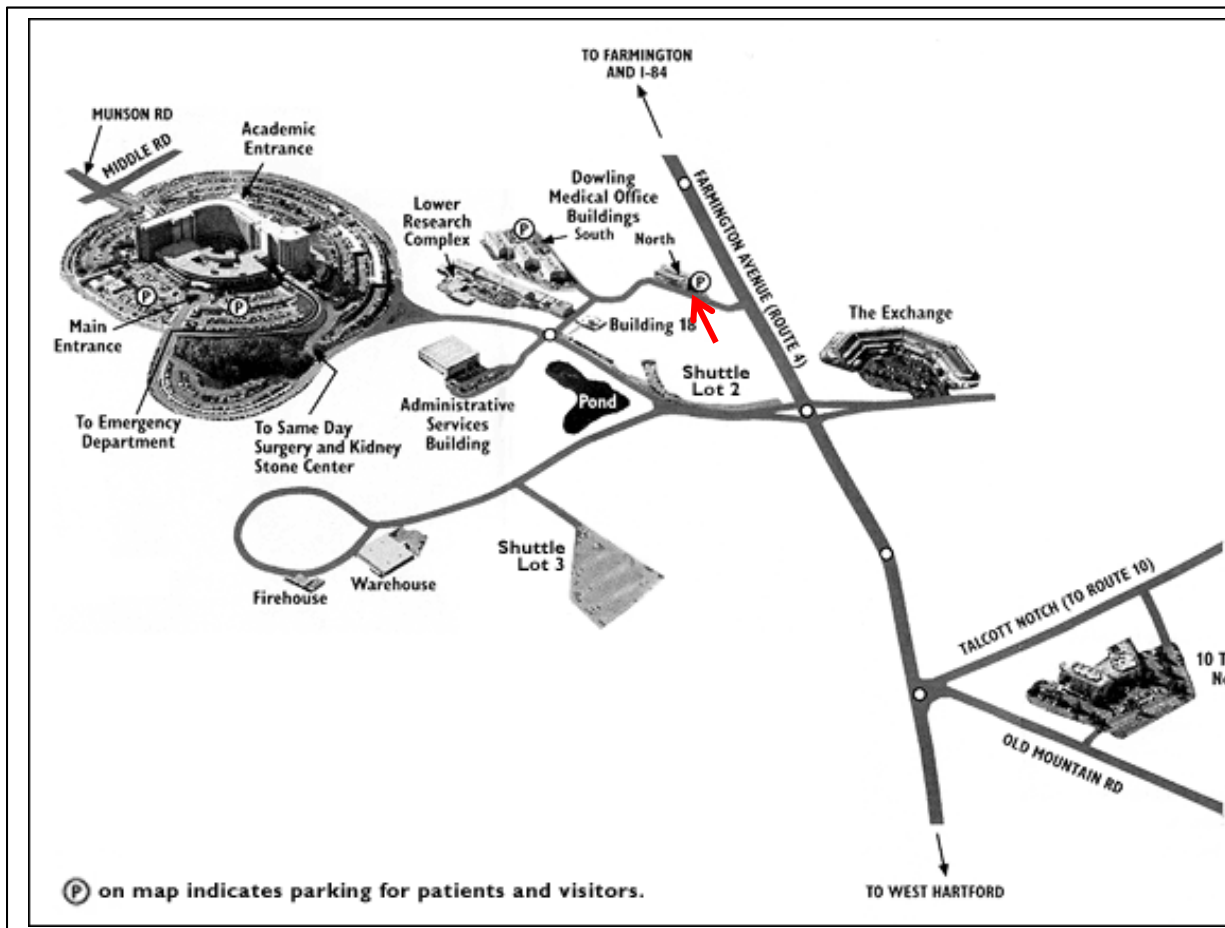 TO FARMINGTON
AND I-84
MUNSON RD
MIDDLE RD
Academic
Entrance
Lower
Research
Complex
Dowling
Medical Office
Buildings
South
North
P
P
P
P
Main
Entrance
FARMINGTON AVENUE (ROUTE 4)
The Exchange
Building 18
Shuttle
Lot 2
Pond
Administrative
Services
Building
To Emergency
Department
To Same Day
Surgery and Kidney
Stone Center
Shuttle
Lot 3
Firehouse
Warehouse
TALCOTT NOTCH (TO ROUTE 10)
10 T
N
OLD MOUNTAIN RD
TO WEST HARTFORD
P on map indicates parking for patients and visitors.